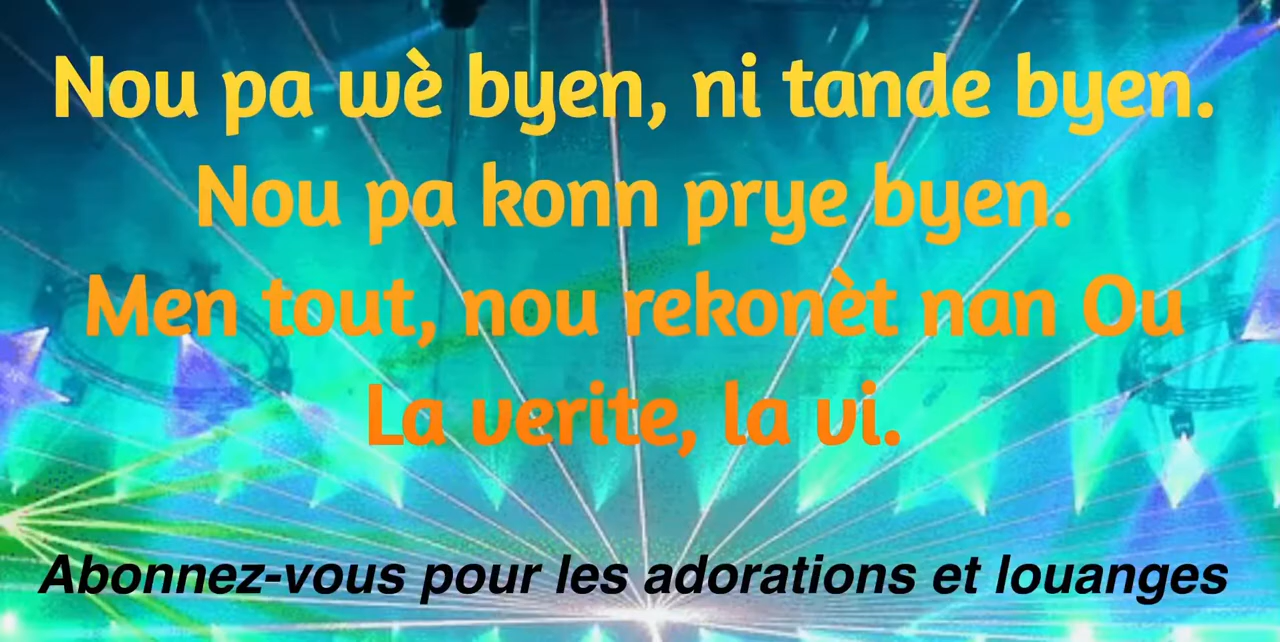 Nou pa wè byen, ni tande byen.
Nou pa konn prye byen.
Men tout, nou rekonèt nan Ou
La verite, la vi.
Abonnez-vous pour les adorations et louanges